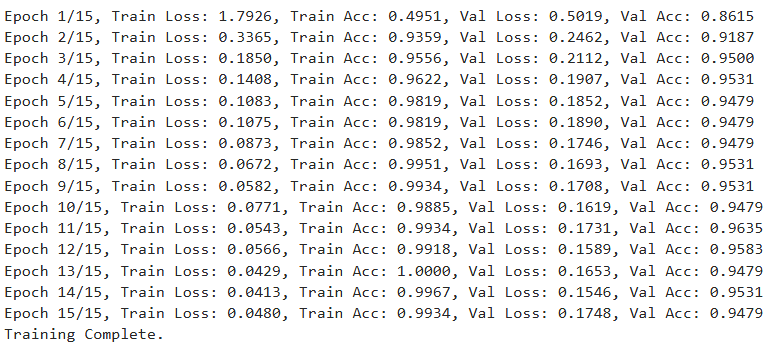 Epoch 1/15, Train Loss: 1.7926, Train Acc: 0.4951, Val Loss: 0.5019, Val Acc: 0.8615
Epoch 2/15, Train Loss: 0.3365, Train Acc: 0.9359, Val Loss: 0.2462, Val Acc: 0.9187
Epoch 3/15, Train Loss: 0.1850, Train Acc: 0.9556, Val Loss: 0.2112, Val Acc: 0.9500
Epoch 4/15, Train Loss: 0.1408, Train Acc: 0.9622, Val Loss: 0.1907, Val Acc: 0.9531
Epoch 5/15, Train Loss: 0.1083, Train Acc: 0.9819, Val Loss: 0.1852, Val Acc: 0.9479
Epoch 6/15, Train Loss: 0.1075, Train Acc: 0.9819, Val Loss: 0.1890, Val Acc: 0.9479
Epoch 7/15, Train Loss: 0.0873, Train Acc: 0.9852, Val Loss: 0.1746, Val Acc: 0.9479
Epoch 8/15, Train Loss: 0.0672, Train Acc: 0.9951, Val Loss: 0.1693, Val Acc: 0.9531
Epoch 9/15, Train Loss: 0.0582, Train Acc: 0.9934, Val Loss: 0.1708, Val Acc: 0.9531
Epoch 10/15, Train Loss: 0.0771, Train Acc: 0.9885, Val Loss: 0.1619, Val Acc: 0.9479
Epoch 11/15, Train Loss: 0.0543, Train Acc: 0.9934, Val Loss: 0.1731, Val Acc: 0.9635
Epoch 12/15, Train Loss: 0.0566, Train Acc: 0.9918, Val Loss: 0.1589, Val Acc: 0.9583
Epoch 13/15, Train Loss: 0.0429, Train Acc: 1.0000, Val Loss: 0.1653, Val Acc: 0.9479
Epoch 14/15, Train Loss: 0.0413, Train Acc: 0.9967, Val Loss: 0.1546, Val Acc: 0.9531
Epoch 15/15, Train Loss: 0.0480, Train Acc: 0.9934, Val Loss: 0.1748, Val Acc: 0.9479
Training Complete.